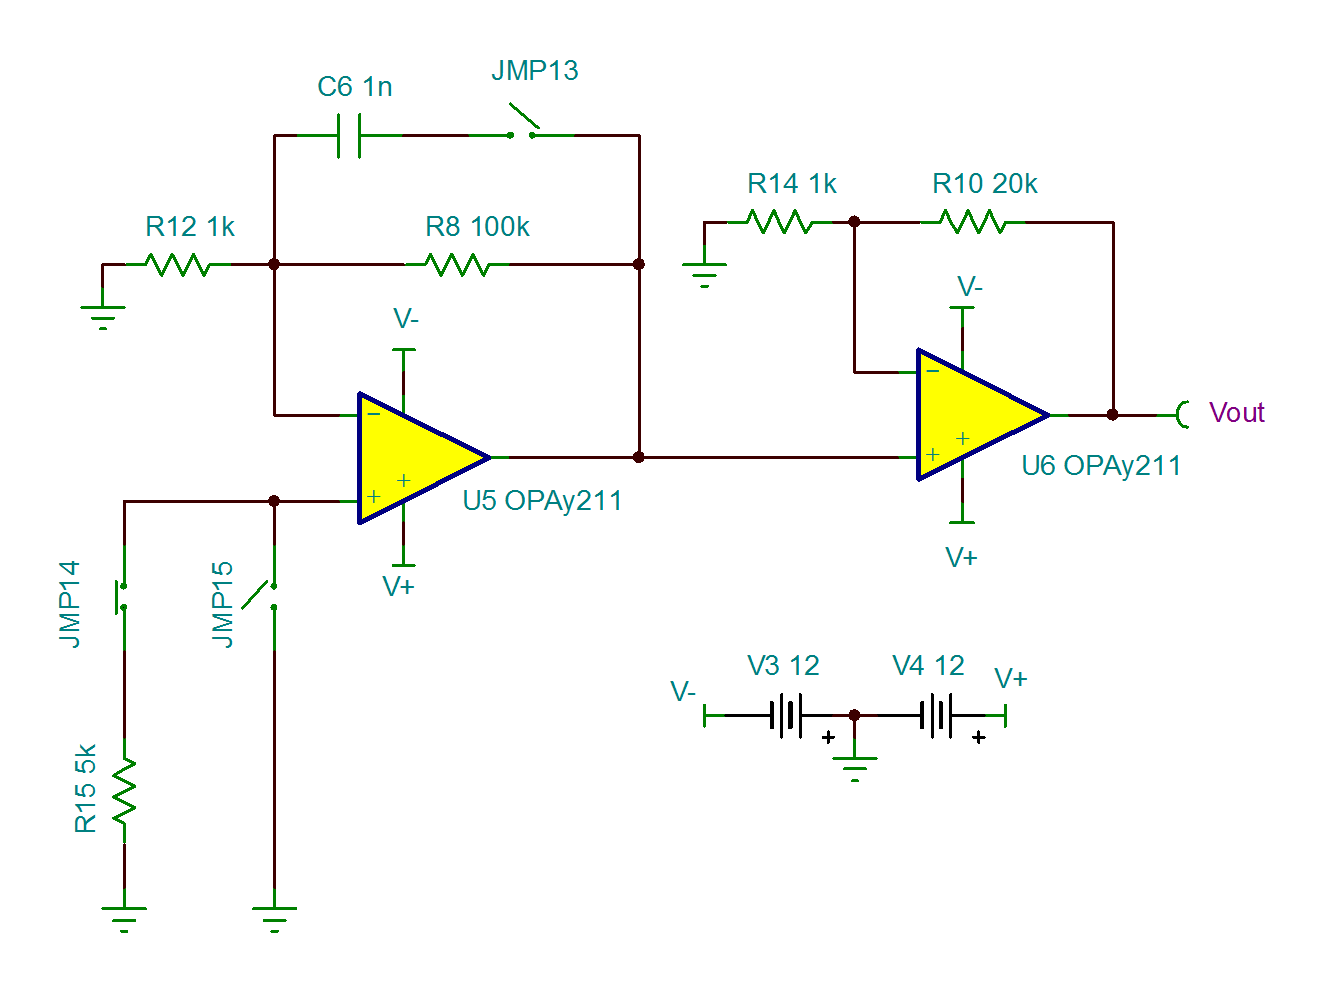 JMP13
C6 1n
R14 1k
R10 20k
R12 1k
R8 100k
V-
V-
−
+
+
U5 OPAy211
V+
−
+
+
U6 OPAy211
V+
Vout
JMP14
JMP15
R15 5k
V3 12
V4 12
V-
V+
+
+